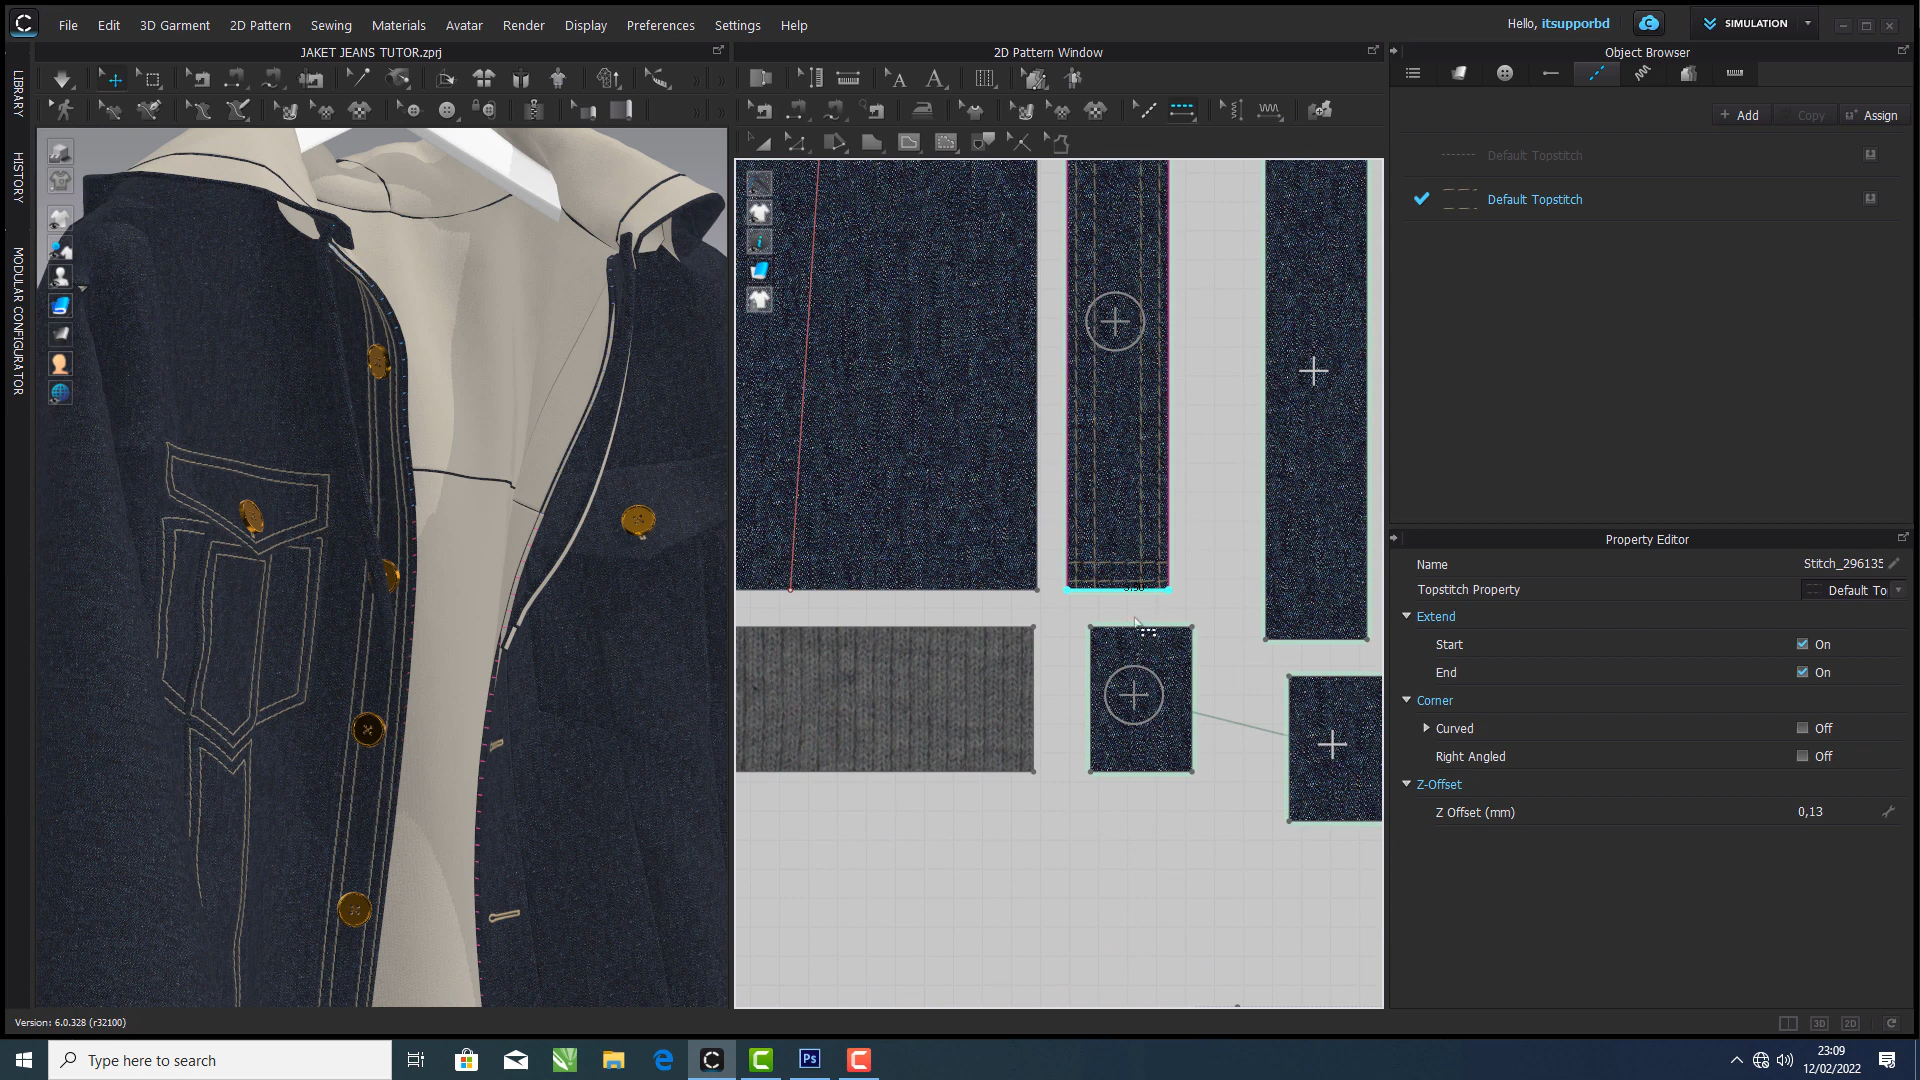 File Edit 3D Garment 2D Pattern Sewing Materials Avatar Render Display Preferences Settings Help
Hello, itsupporbd
SIMULATION
JAKET JEANS TUTOR.zprj
2D Pattern Window
Object Browser
LIBRARY
HISTORY
MODULAR CONFIGURATOR
+ Add
Copy
Assign
Default Topstitch
Default Topstitch
Property Editor
Name Stitch_296135
Topstitch Property Default To
Extend
Start On
End On
Corner
Curved Off
Right Angled Off
Z-Offset
Z Offset (mm) 0,13
Version: 6.0.328 (r32100)
3D 2D
Type here to search
Ps
23:09
12/02/2022